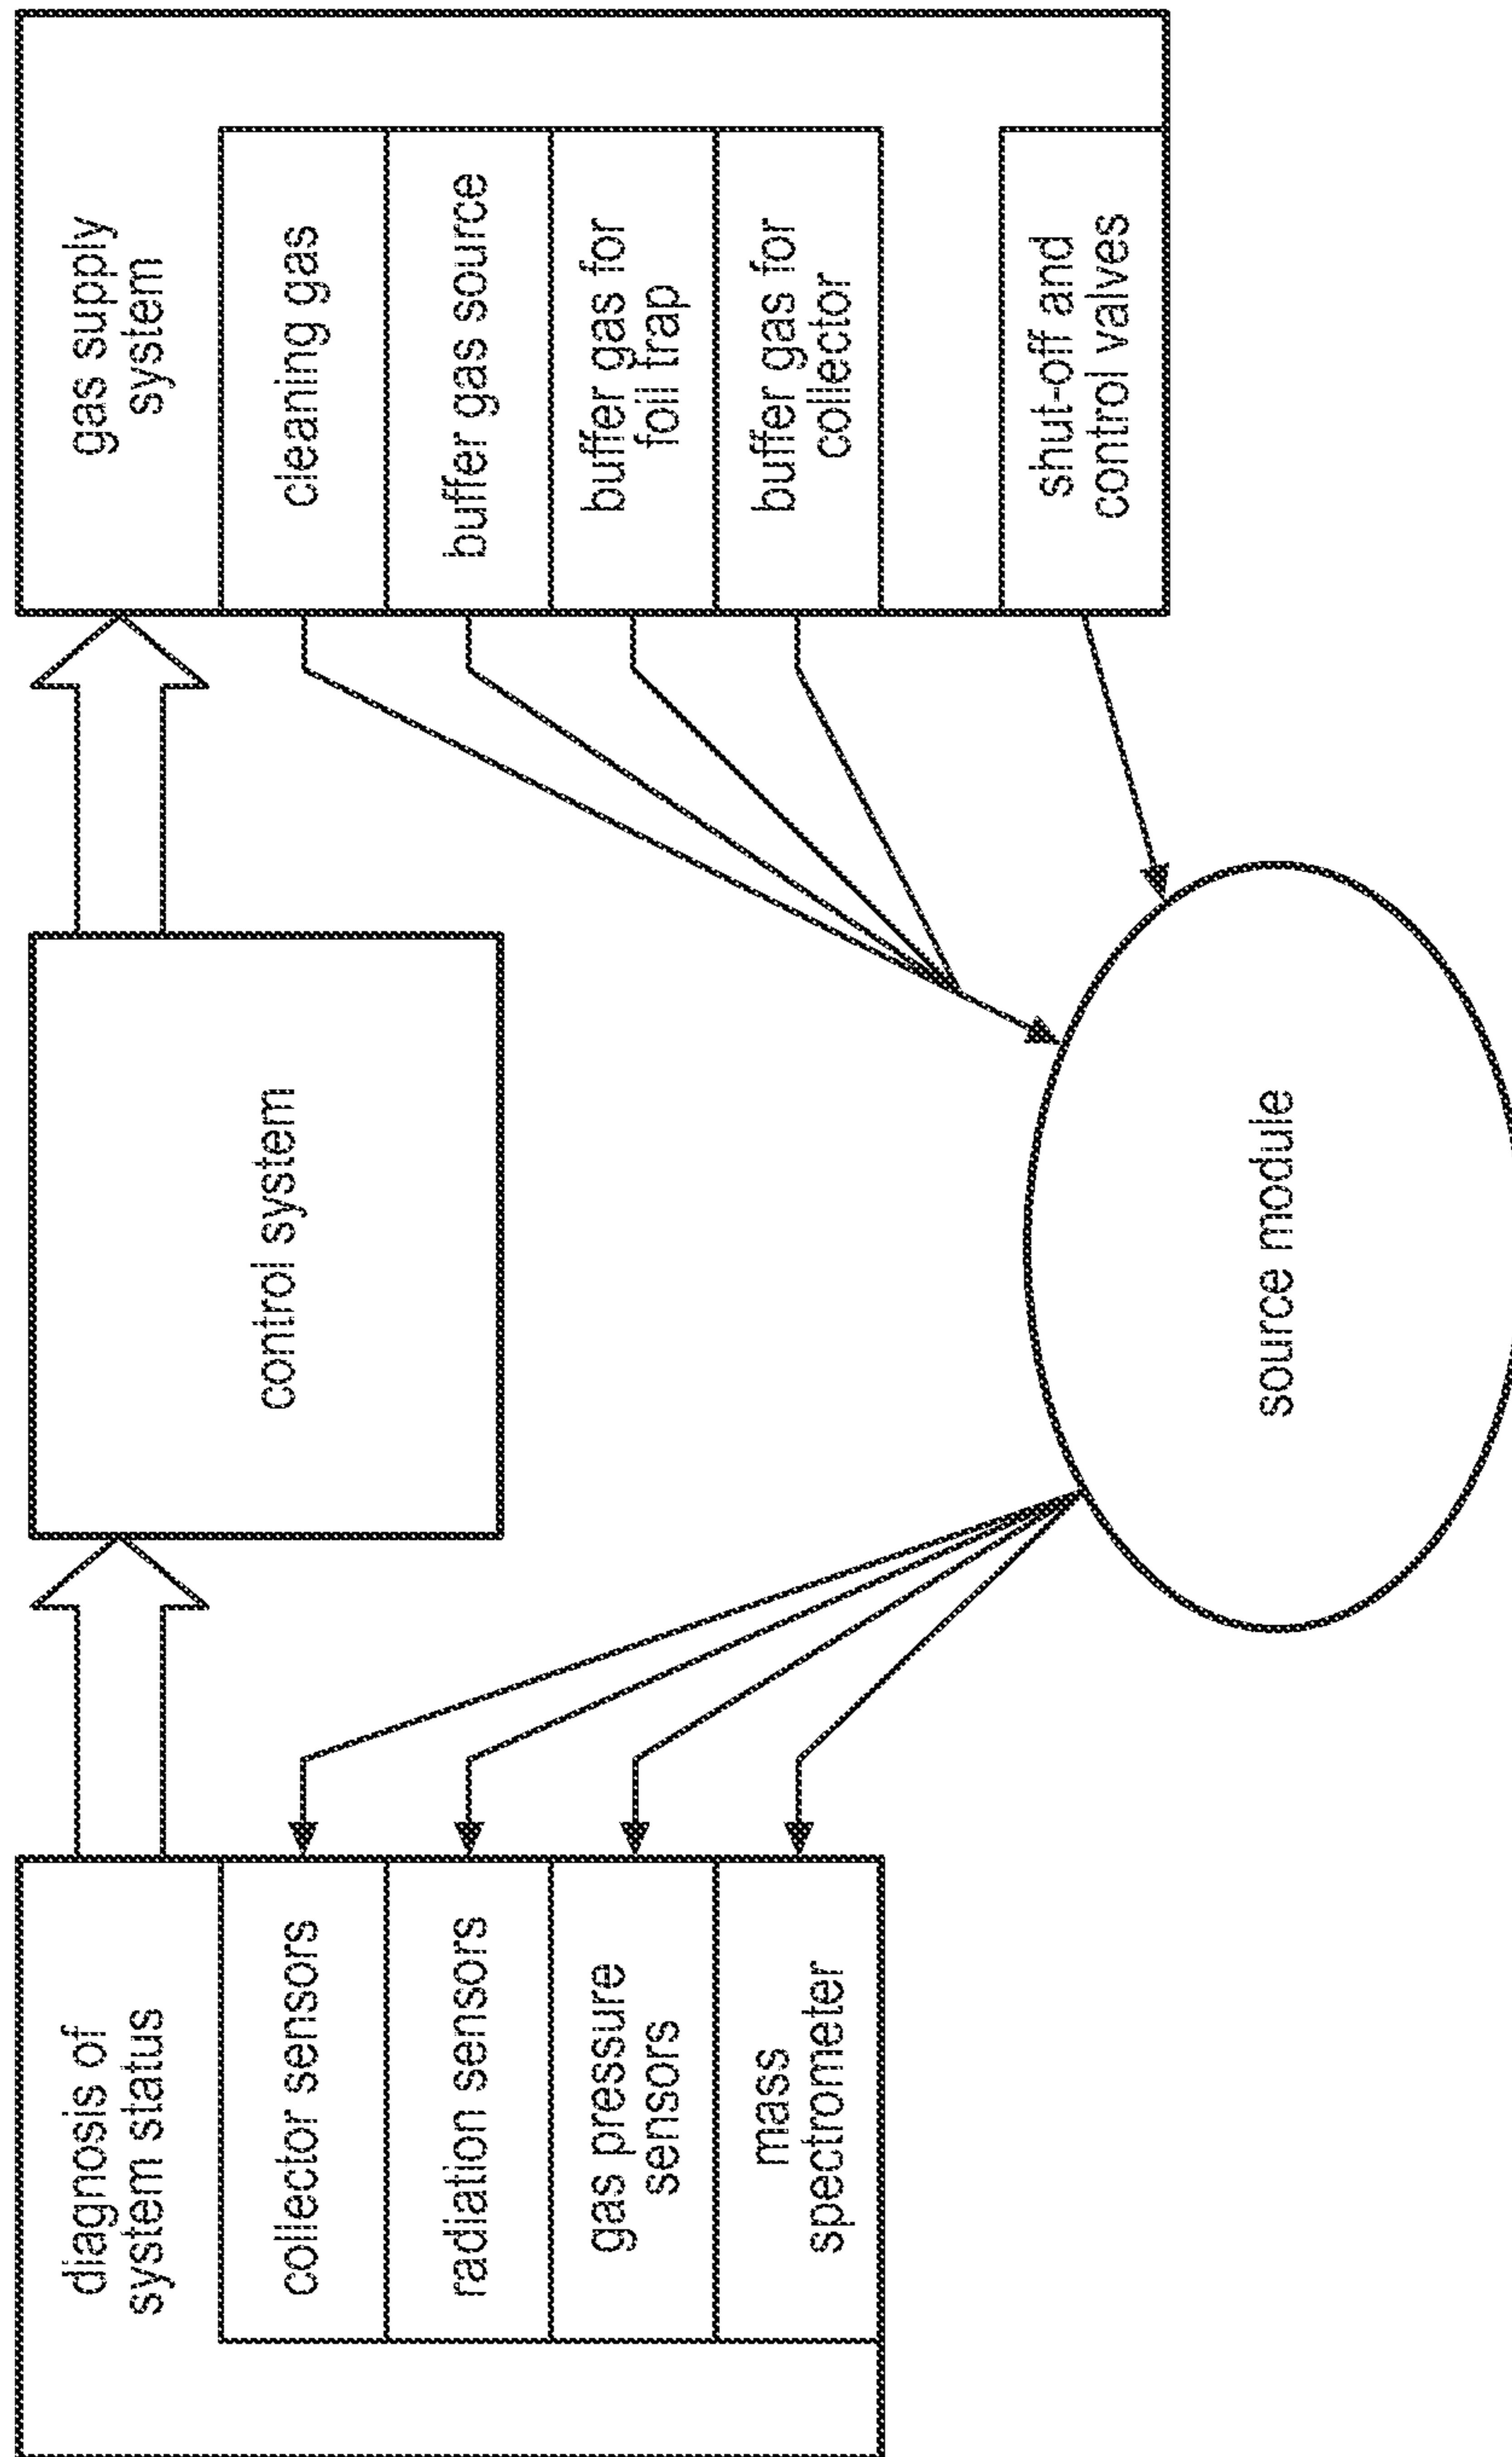 diagnosis of
system status
collector sensors
radiation sensors
gas pressure
sensors
mass
spectrometer
control system
source module
gas supply
system
cleaning gas
buffer gas source
buffer gas for
foil trap
buffer gas for
collector
shut-off and
control valves